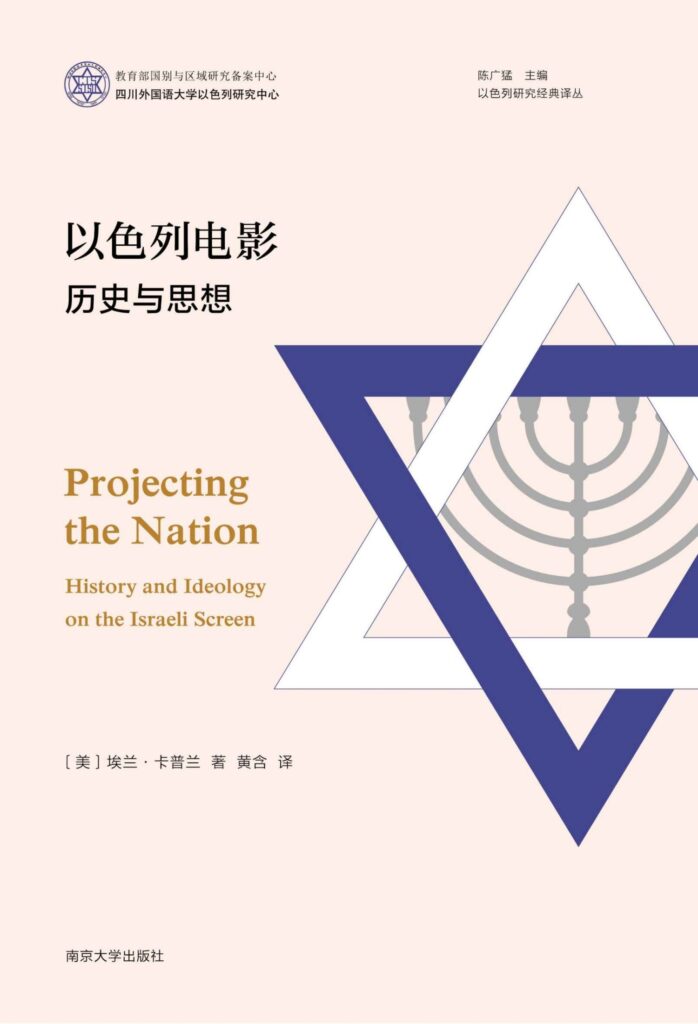 教育部国别与区域研究备案中心
四川外国语大学以色列研究中心
陈广猛 主编
以色列研究经典译丛
以色列电影
历史与思想
Projecting
the Nation
History and Ideology
on the Israeli Screen
[美]埃兰·卡普兰 著 黄含 译
南京大学出版社